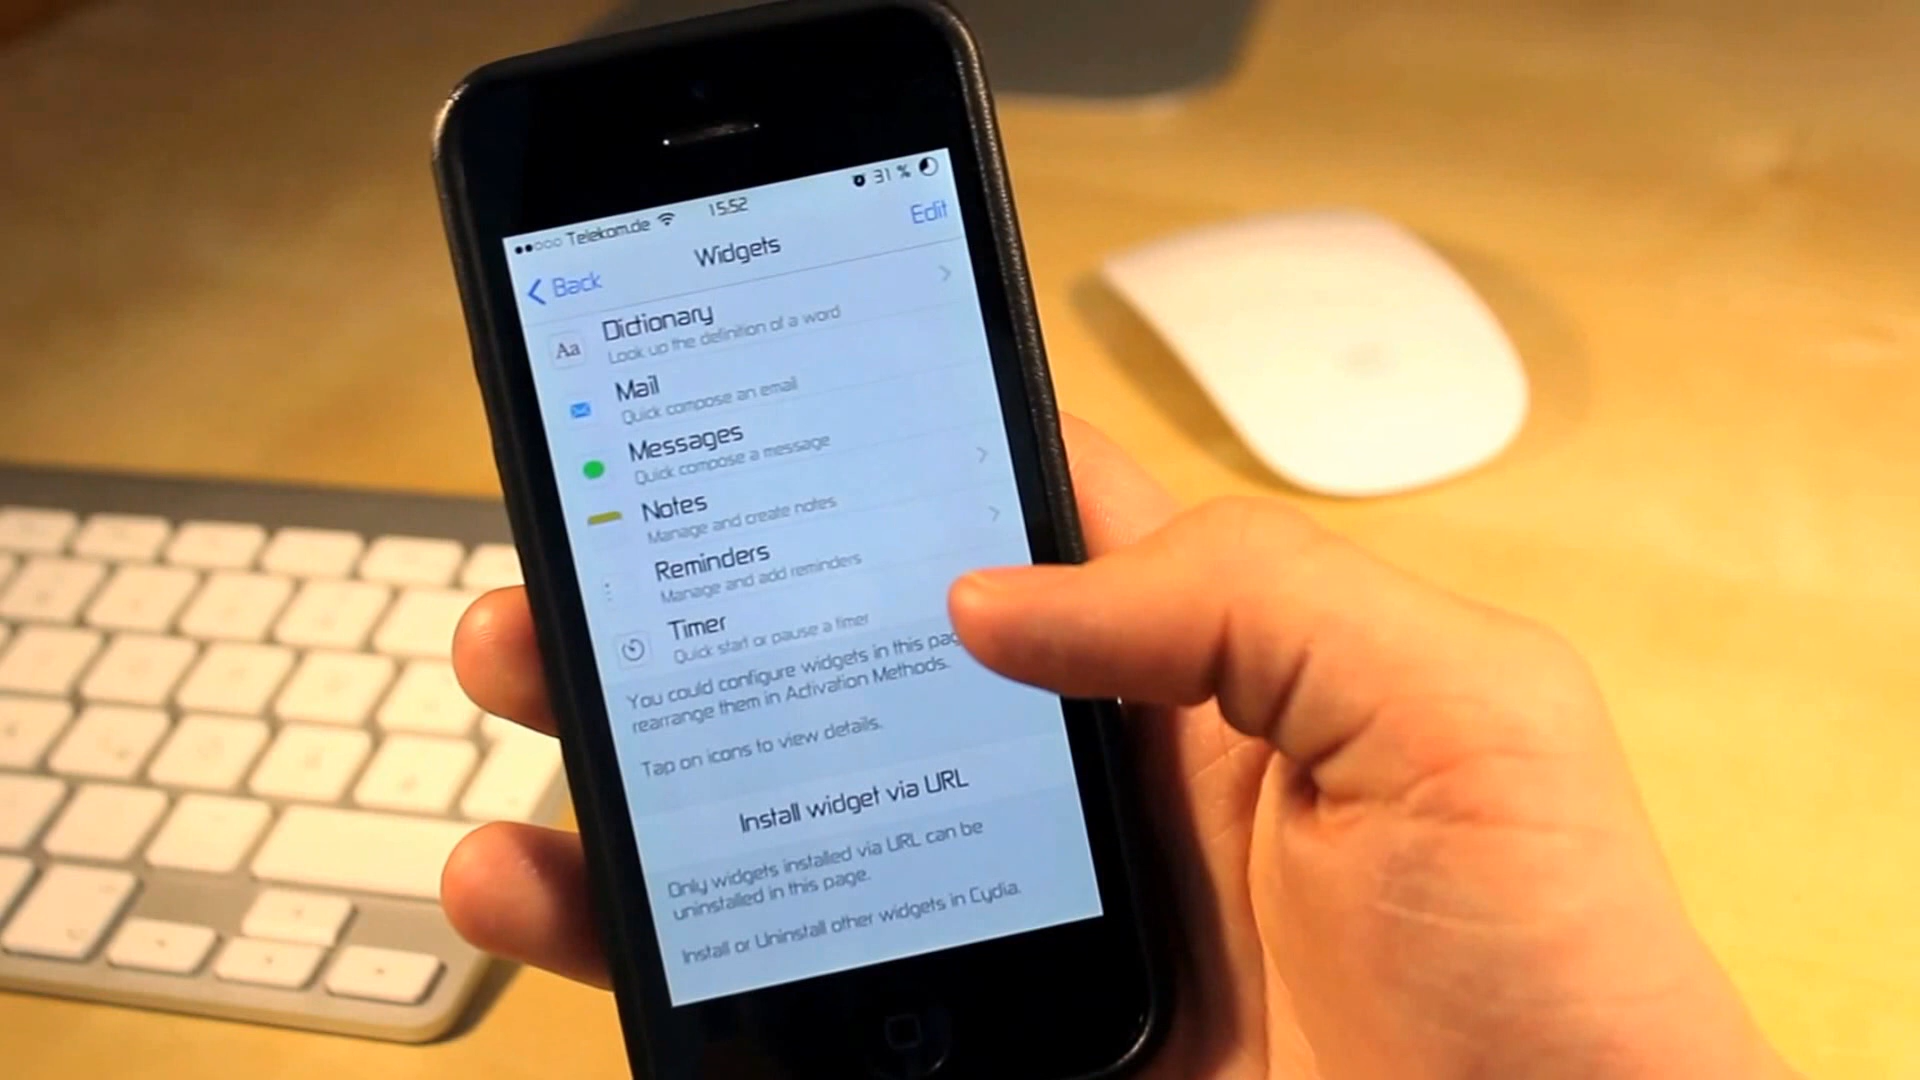 Telekom.de 15:52 31 %
Back Widgets Edit
Aa Dictionary
Look up the definition of a word
Mail
Quick compose an email
Messages
Quick compose a message
Notes
Manage and create notes
Reminders
Manage and add reminders
Timer
Quick start or pause a timer
You could configure widgets in this
rearrange them in Activation Methods.
Tap on icons to view details.
Install widget via URL
Only widgets installed via URL can be
uninstalled in this page.
Install or Uninstall other widgets in Cydia.